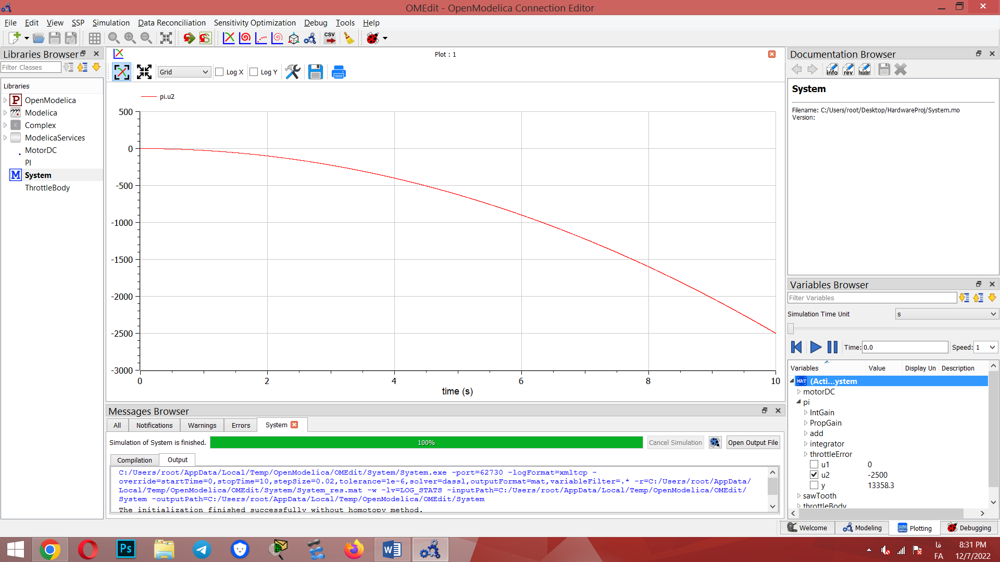 OMEdit - OpenModelica Connection Editor
File Edit View SSP Simulation Data Reconciliation Sensitivity Optimization Debug Tools Help
CSV
Libraries Browser
Filter Classes
Libraries
P OpenModelica
Modelica
C Complex
ModelicaServices
MotorDC
PI
M System
ThrottleBody
Plot : 1
Grid Log X Log Y
pi.u2
500
0
-500
-1000
-1500
-2000
-2500
-3000
0 2 4 6 8 10
time (s)
Messages Browser
All Notifications Warnings Errors System
Simulation of System is finished. 100% Cancel Simulation Open Output File
Compilation Output
C:/Users/root/AppData/Local/Temp/OpenModelica/OMEdit/System/System.exe -port=62730 -logFormat=xmltcp -
override=startTime=0,stopTime=10,stepSize=0.02,tolerance=1e-6,solver=dassl,outputFormat=mat,variableFilter=.* -r=C:/Users/root/AppData/
Local/Temp/OpenModelica/OMEdit/System/System_res.mat -w -lv=LOG_STATS -inputPath=C:/Users/root/AppData/Local/Temp/OpenModelica/OMEdit/
System -outputPath=C:/Users/root/AppData/Local/Temp/OpenModelica/OMEdit/System
The initialization finished successfully without homotopy method.
Documentation Browser
info rev header
System
Filename: C:/Users/root/Desktop/HardwareProj/System.mo
Version:
Variables Browser
Filter Variables
Simulation Time Unit s
Time: 0.0 Speed: 1
Variables Value Display Un Description
MAT (Acti...ystem
motorDC
pi
IntGain
PropGain
add
integrator
throttleError
u1 0
u2 -2500
y 13358.3
sawTooth
throttleBody
Welcome Modeling Plotting Debugging
Ps
فا
FA
8:31 PM
12/7/2022